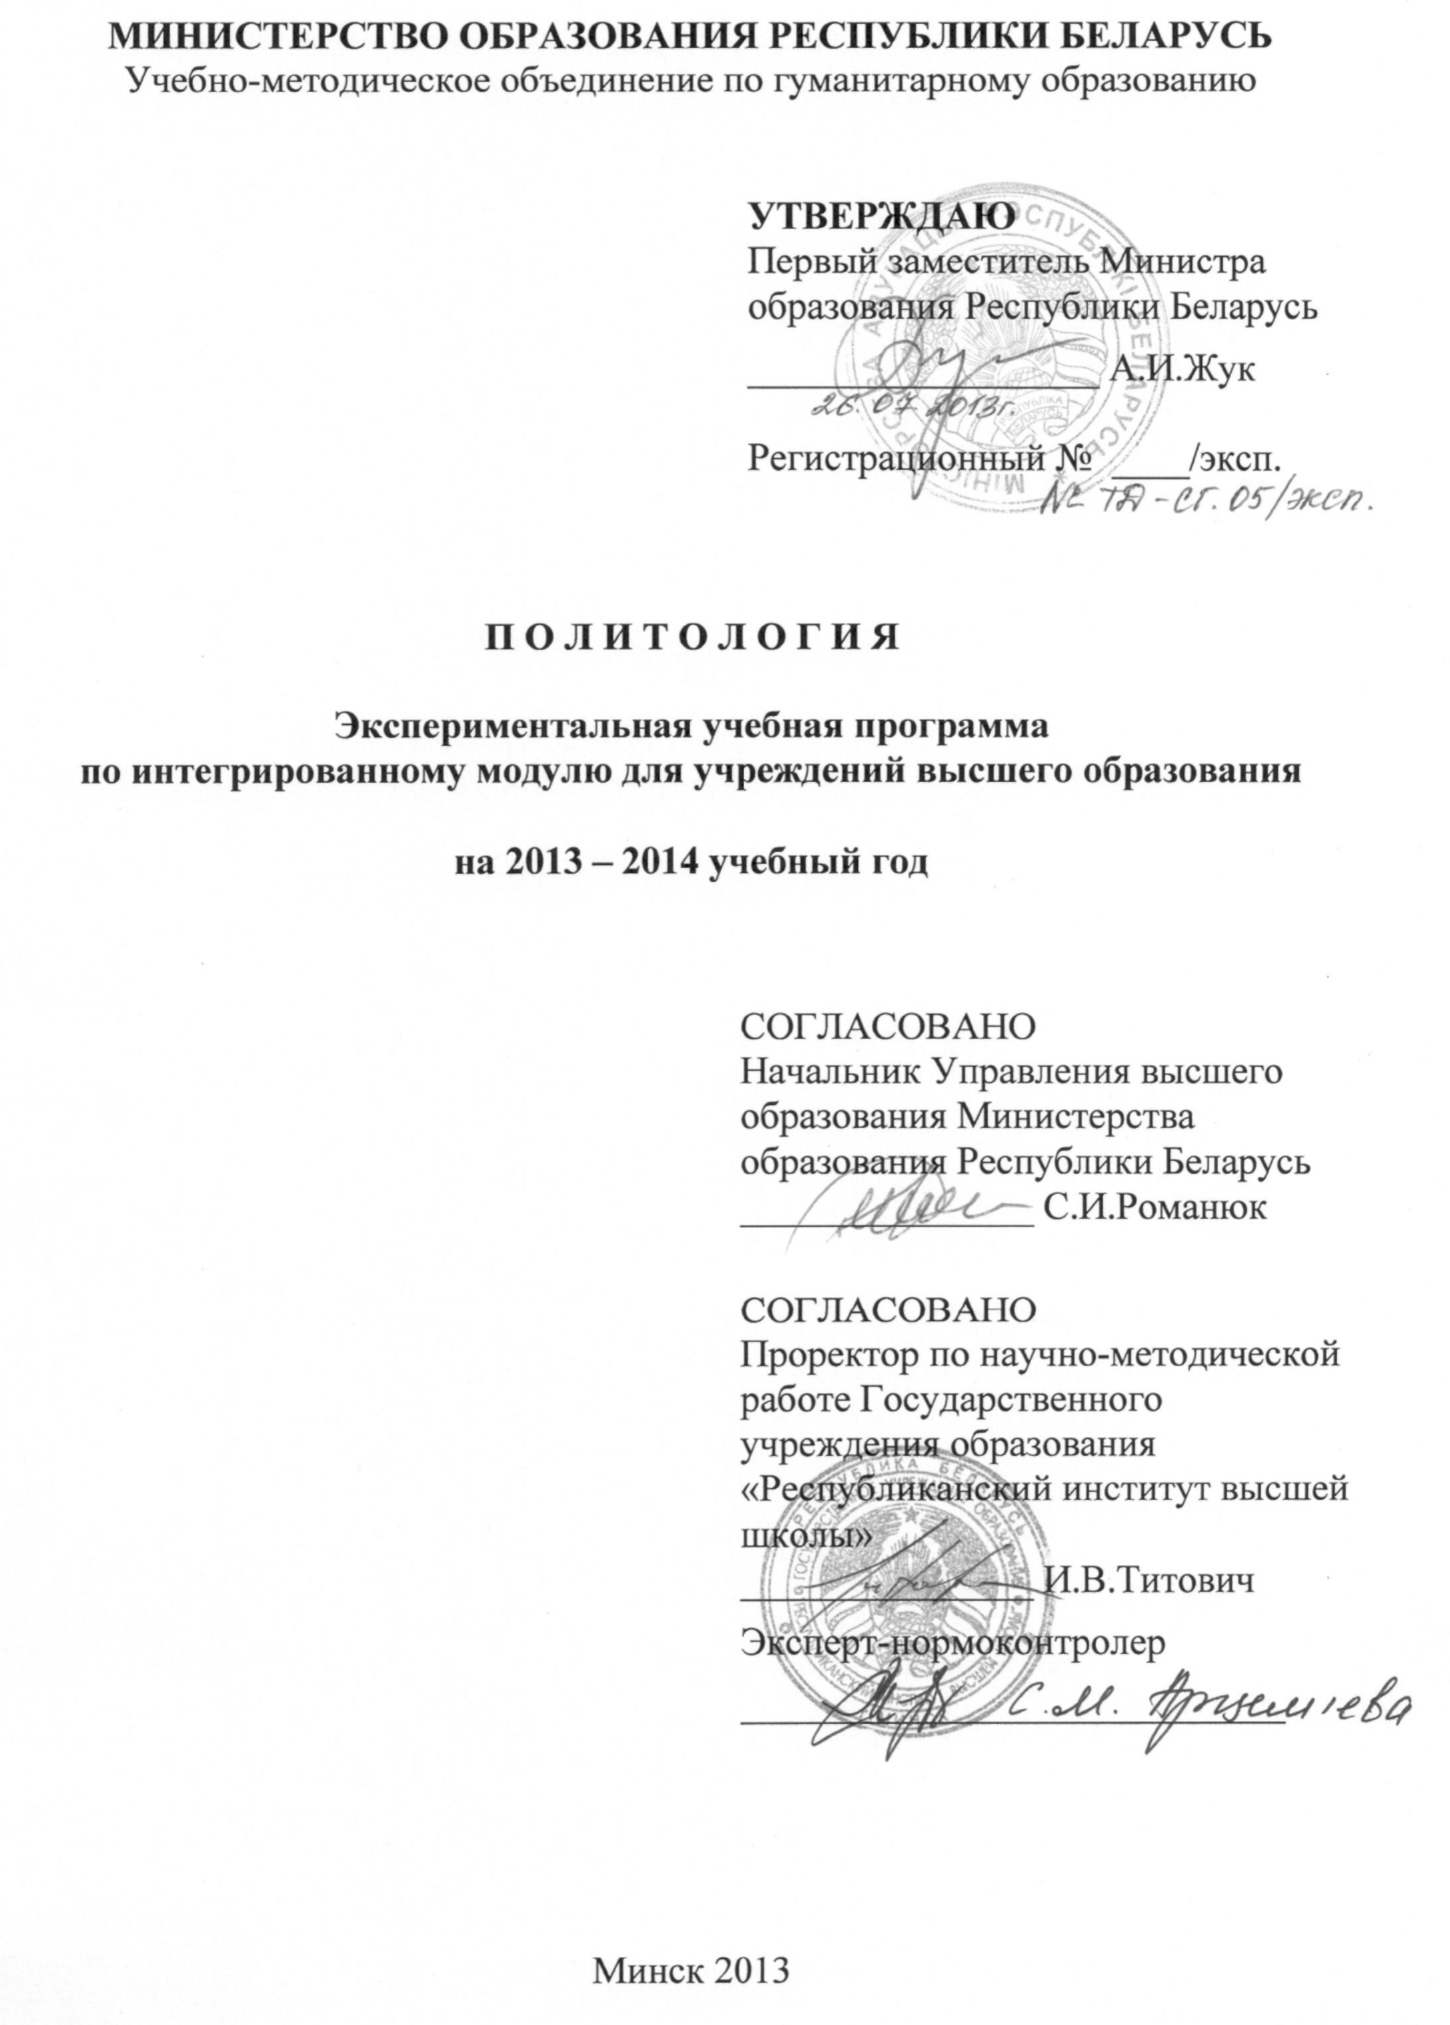 МИНИСТЕРСТВО ОБРАЗОВАНИЯ РЕСПУБЛИКИ БЕЛАРУСЬ
Учебно-методическое объединение по гуманитарному образованию
УТВЕРЖДАЮ
Первый заместитель Министра
образования Республики Беларусь
А.И.Жук
26.07.2013г.
Регистрационный № ____/эксп.
№ ТД-СГ.05/эксп.
П О Л И Т О Л О Г И Я
Экспериментальная учебная программа
по интегрированному модулю для учреждений высшего образования
на 2013 – 2014 учебный год
СОГЛАСОВАНО
Начальник Управления высшего
образования Министерства
образования Республики Беларусь
С.И.Романюк
СОГЛАСОВАНО
Проректор по научно-методической
работе Государственного
учреждения образования
«Республиканский институт высшей
школы»
И.В.Титович
Эксперт-нормоконтролер
С.М. Артемьева
Минск 2013